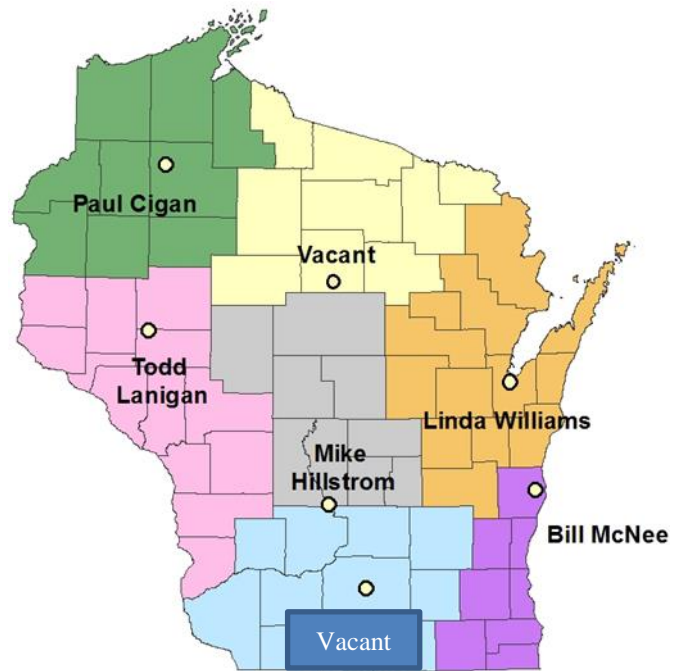 Paul Cigan
Vacant
Todd
Lanigan
Linda Williams
Mike
Hillstrom
Bill McNee
Vacant